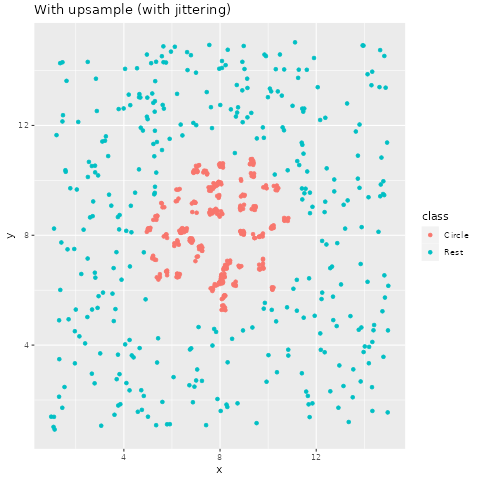 With upsample (with jittering)
12
8
4
y
4
8
12
x
class
Circle
Rest